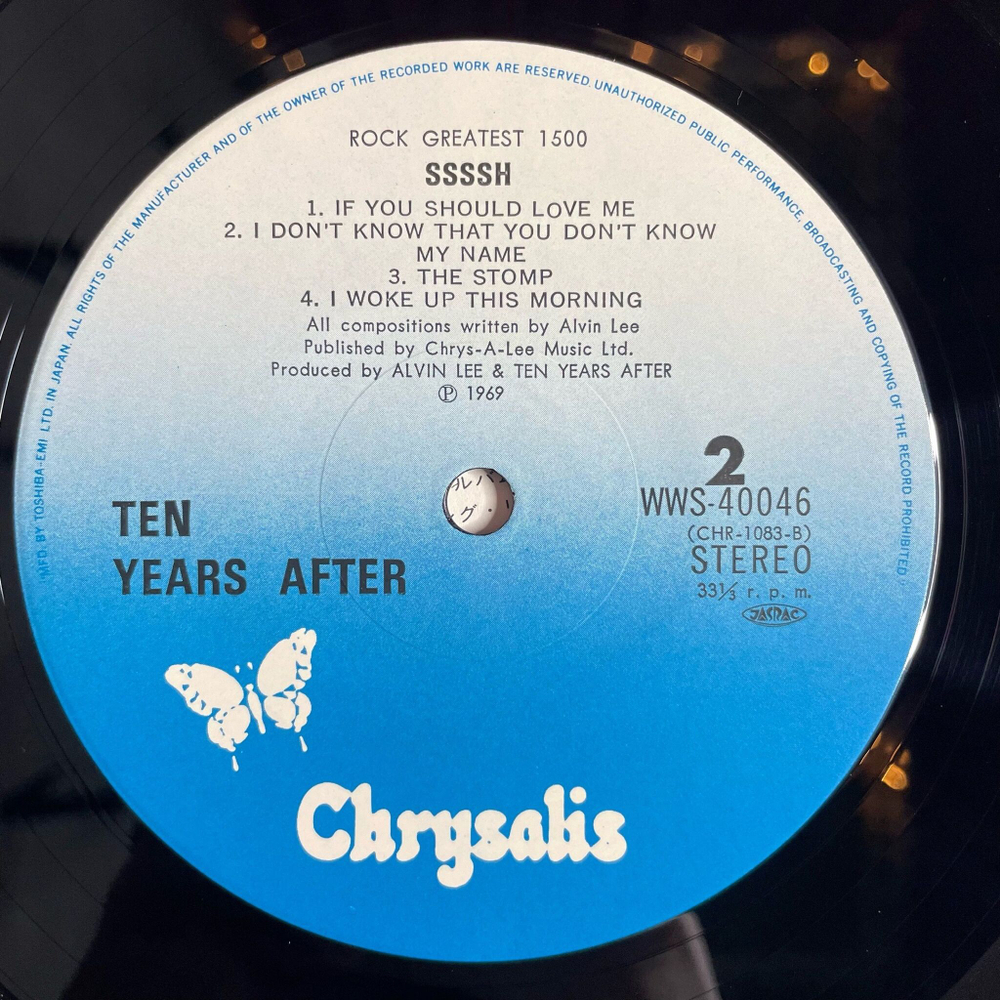 "MFD. BY TOSHIBA-EMI LTD. IN JAPAN. ALL RIGHTS OF THE MANUFACTURER AND OF THE OWNER OF THE RECORDED WORK ARE RESERVED. UNAUTHORIZED PUBLIC PERFORMANCE, BROADCASTING AND COPYING OF THE RECORD PROHIBITED"
ROCK GREATEST 1500
SSSSH
1. IF YOU SHOULD LOVE ME
2. I DON'T KNOW THAT YOU DON'T KNOW
MY NAME
3. THE STOMP
4. I WOKE UP THIS MORNING
All compositions written by Alvin Lee
Published by Chrys-A-Lee Music Ltd.
Produced by ALVIN LEE & TEN YEARS AFTER
Ⓟ 1969
2
WWS-40046
(CHR-1083-B)
STEREO
33⅓ r. p. m.
JASRAC
TEN
YEARS AFTER
Chrysalis